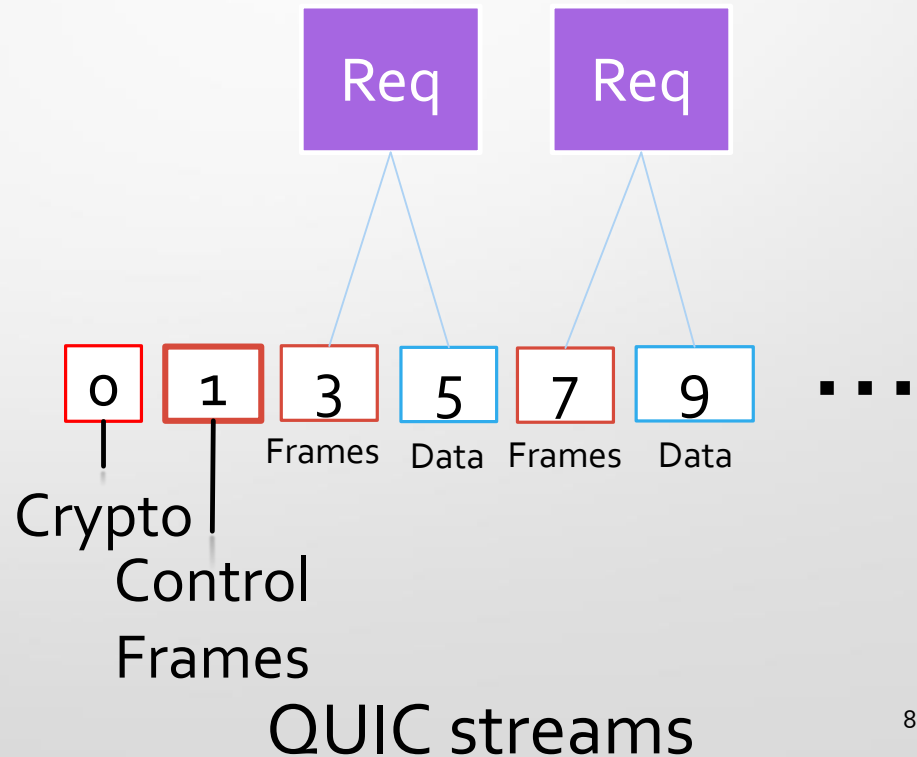 Req Req
0 1 3 5 7 9 ...
Frames Data Frames Data
Crypto
Control
Frames
QUIC streams
8